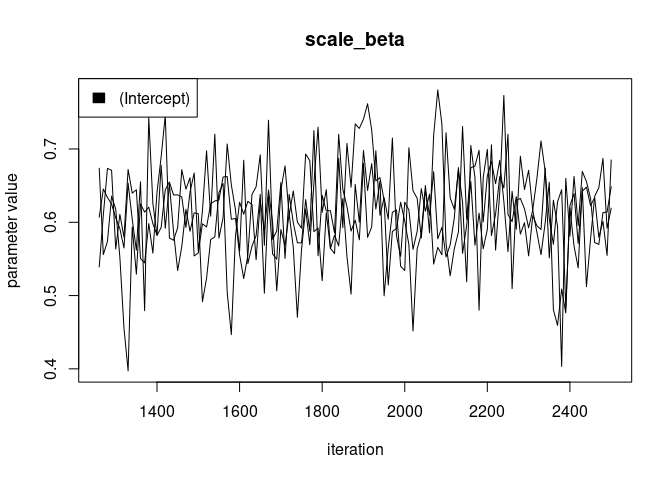 scale_beta
(Intercept)
0.7
0.6
0.5
0.4
parameter value
1400 1600 1800 2000 2200 2400
iteration